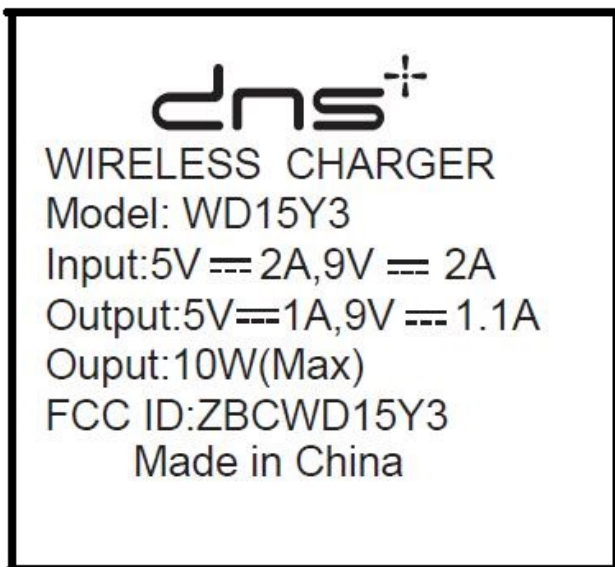 dns+
WIRELESS CHARGER
Model: WD15Y3
Input:5V ⎓ 2A,9V ⎓ 2A
Output:5V⎓1A,9V ⎓ 1.1A
Ouput:10W(Max)
FCC ID:ZBCWD15Y3
Made in China